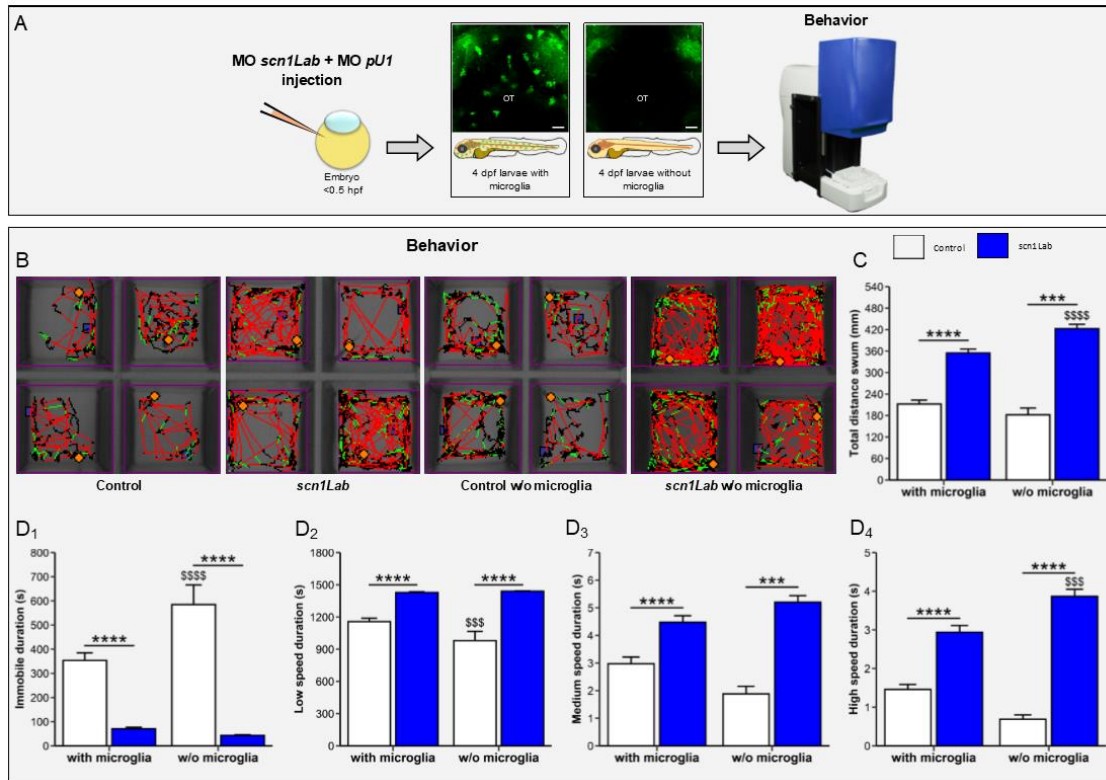 A
MO scn1Lab + MO pU1
injection
Embryo
<0.5 hpf
OT
4 dpf larvae with
microglia
OT
4 dpf larvae without
microglia
Behavior
Behavior
B
Control
scn1Lab
Control w/o microglia
scn1Lab w/o microglia
Control
scn1Lab
C
Total distance swum (mm)
540
480
420
360
300
240
180
120
60
0
****
***
$$$$
with microglia
w/o microglia
D1
Immobile duration (s)
800
700
600
500
400
300
200
100
0
****
****
$$$$
with microglia
w/o microglia
D2
Low speed duration (s)
1800
1500
1200
900
600
300
0
****
****
$$$
with microglia
w/o microglia
D3
Medium speed duration (s)
7
6
5
4
3
2
1
0
****
***
with microglia
w/o microglia
D4
High speed duration (s)
5
4
3
2
1
0
****
****
$$$
with microglia
w/o microglia